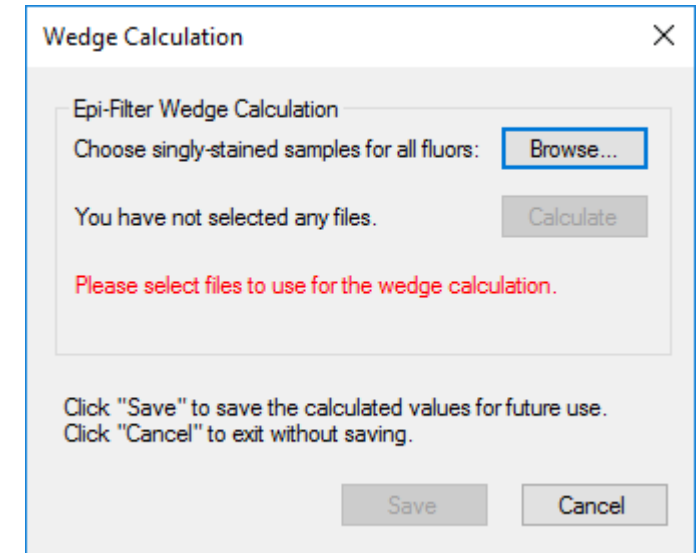 Wedge Calculation
Epi-Filter Wedge Calculation
Choose singly-stained samples for all fluors: Browse...
You have not selected any files. Calculate
Please select files to use for the wedge calculation.
Click "Save" to save the calculated values for future use.
Click "Cancel" to exit without saving.
Save Cancel